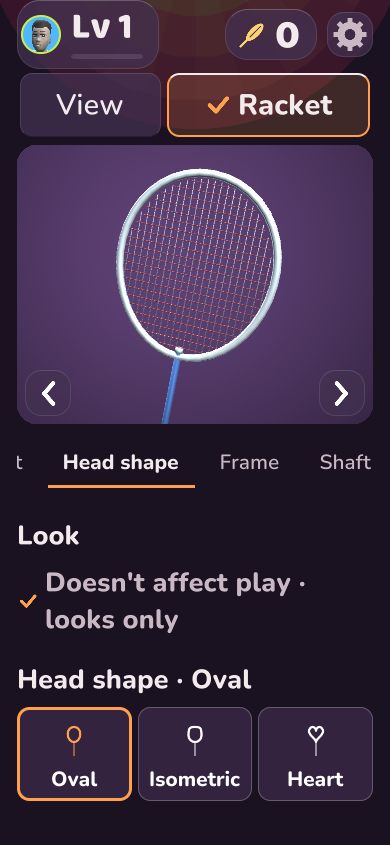 Lv 1
0
View
Racket
t
Head shape
Frame
Shaft
Look
Doesn't affect play ·
looks only
Head shape · Oval
Oval
Isometric
Heart